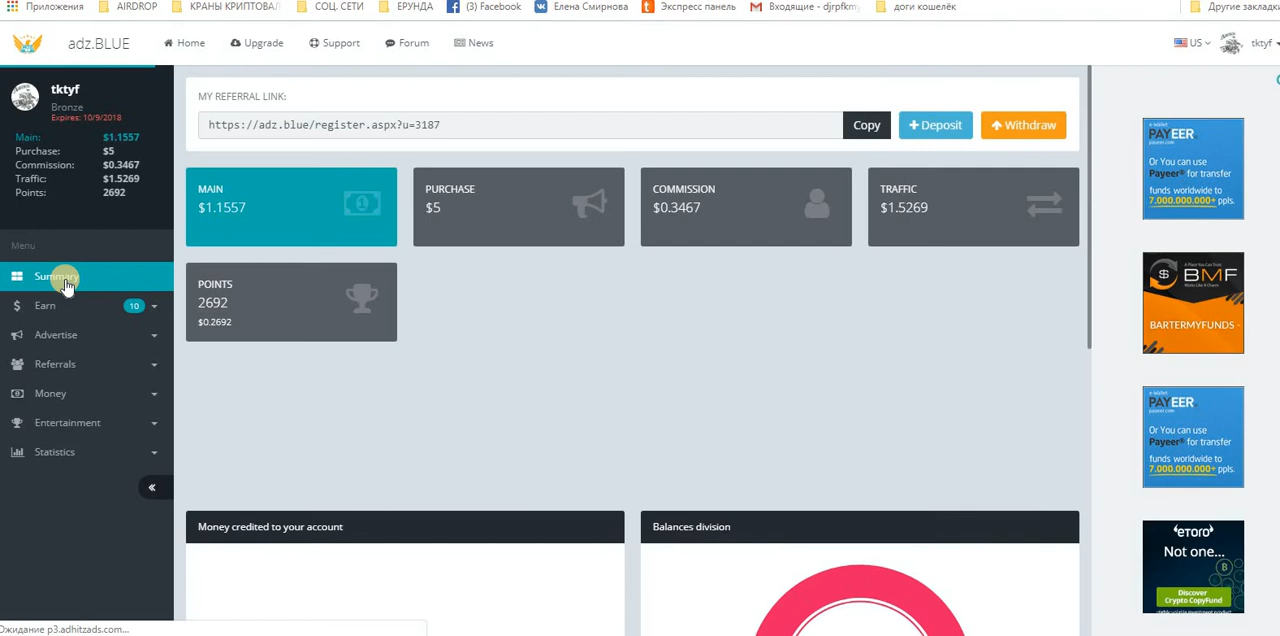 Приложения
AIRDROP
КРАНЫ КРИПТОВАЛ
СОЦ. СЕТИ
ЕРУНДА
(3) Facebook
Елена Смирнова
Экспресс панель
Входящие - djrpfkm
доги кошелёк
Другие закладки
adz.BLUE
Home
Upgrade
Support
Forum
News
US
tktyf
tktyf
Bronze
Expires: 10/9/2018
Main: $1.1557
Purchase: $5
Commission: $0.3467
Traffic: $1.5269
Points: 2692
Menu
Summary
Earn 10
Advertise
Referrals
Money
Entertainment
Statistics
«
MY REFERRAL LINK:
https://adz.blue/register.aspx?u=3187
Copy
+ Deposit
Withdraw
MAIN
$1.1557
PURCHASE
$5
COMMISSION
$0.3467
TRAFFIC
$1.5269
POINTS
2692
$0.2692
Money credited to your account
Balances division
e-wallet
PAYEER
payeer.com
Or You can use
Payeer® for transfer
funds worldwide to
7.000.000.000+ ppls.
BMF
BARTERMYFUNDS -
e-wallet
PAYEER
payeer.com
Or You can use
Payeer® for transfer
funds worldwide to
7.000.000.000+ ppls.
eToro
Not one...
Discover
Crypto CopyFund
Ожидание p3.adhitzads.com...